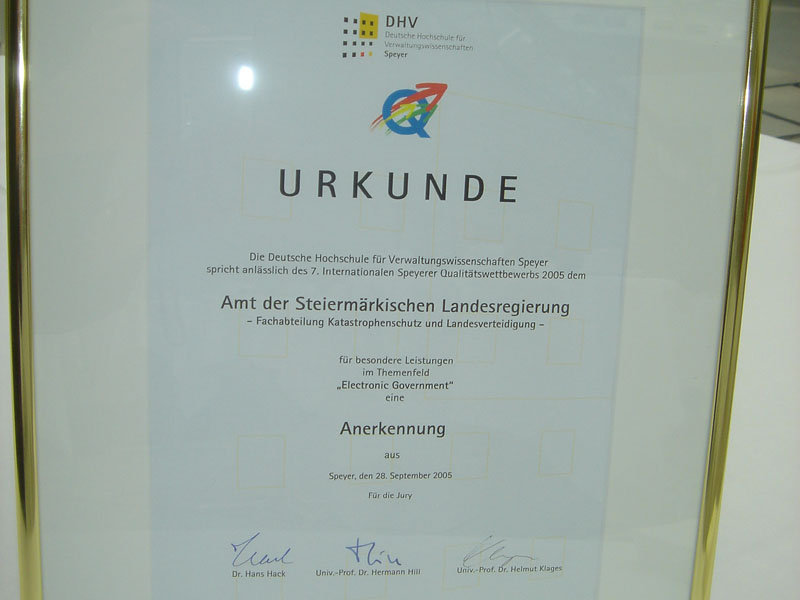 DHV
Deutsche Hochschule für
Verwaltungswissenschaften
Speyer
Q
URKUNDE
Die Deutsche Hochschule für Verwaltungswissenschaften Speyer
spricht anlässlich des 7. Internationalen Speyerer Qualitätswettbewerbs 2005 dem
Amt der Steiermärkischen Landesregierung
– Fachabteilung Katastrophenschutz und Landesverteidigung –
für besondere Leistungen
im Themenfeld
„Electronic Government"
eine
Anerkennung
aus
Speyer, den 28. September 2005
Für die Jury
Dr. Hans Hack
Univ.-Prof. Dr. Hermann Hill
Univ.-Prof. Dr. Helmut Klages